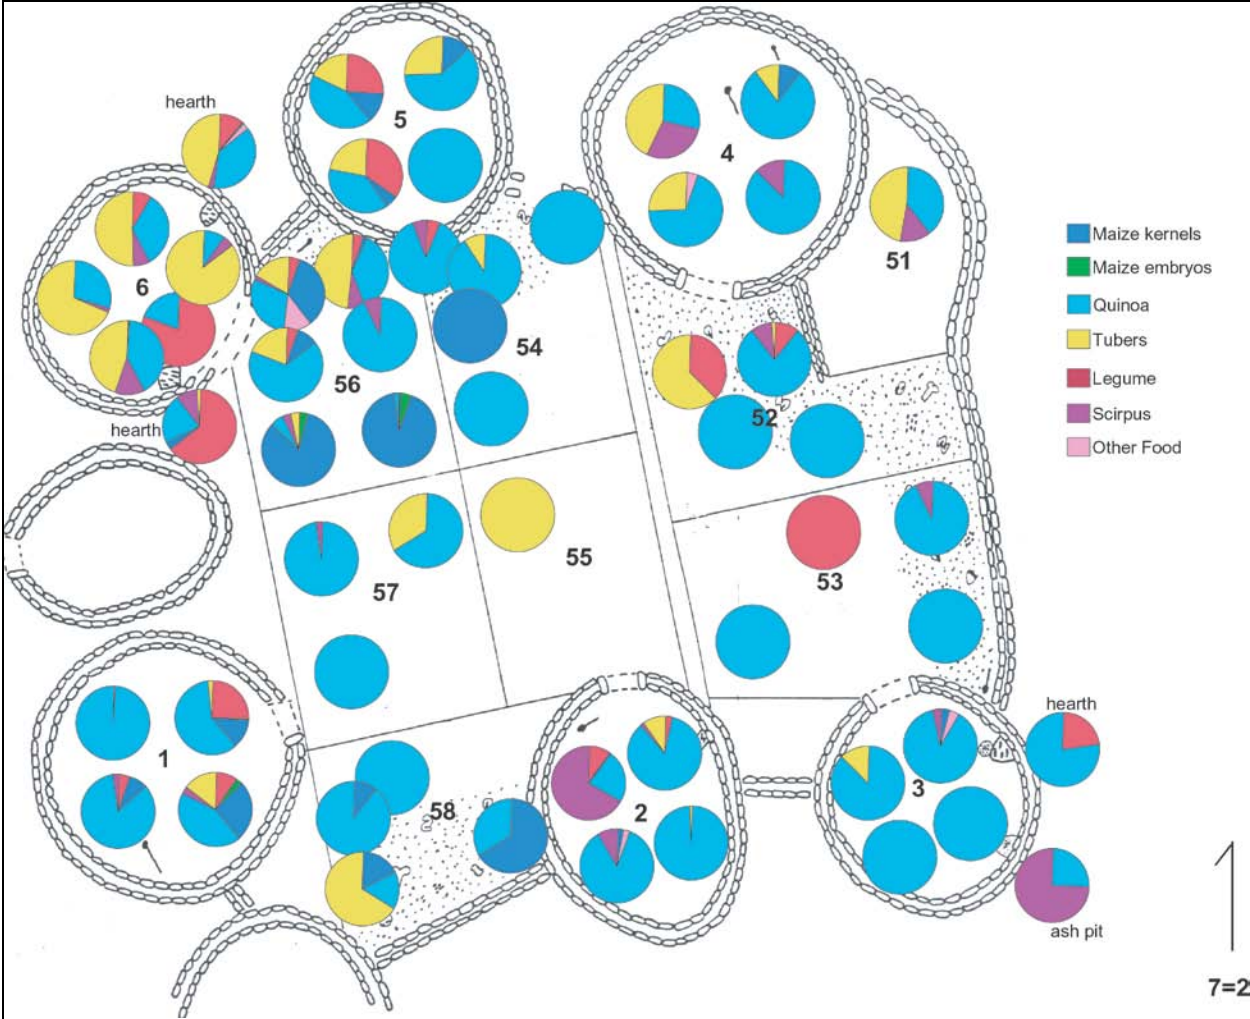 hearth
5
4
6
51
Maize kernels
Maize embryos
Quinoa
Tubers
Legume
Scirpus
Other Food
54
56
52
hearth
55
53
57
1
hearth
3
58
2
ash pit
7=2